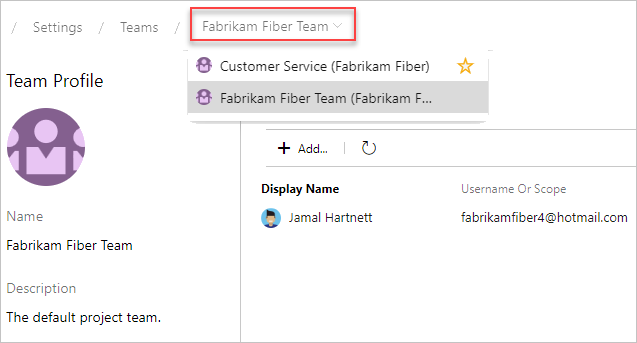 / Settings / Teams / Fabrikam Fiber Team
Customer Service (Fabrikam Fiber)
Fabrikam Fiber Team (Fabrikam F...
Team Profile
+ Add...
Display Name Username Or Scope
Jamal Hartnett fabrikamfiber4@hotmail.com
Name
Fabrikam Fiber Team
Description
The default project team.